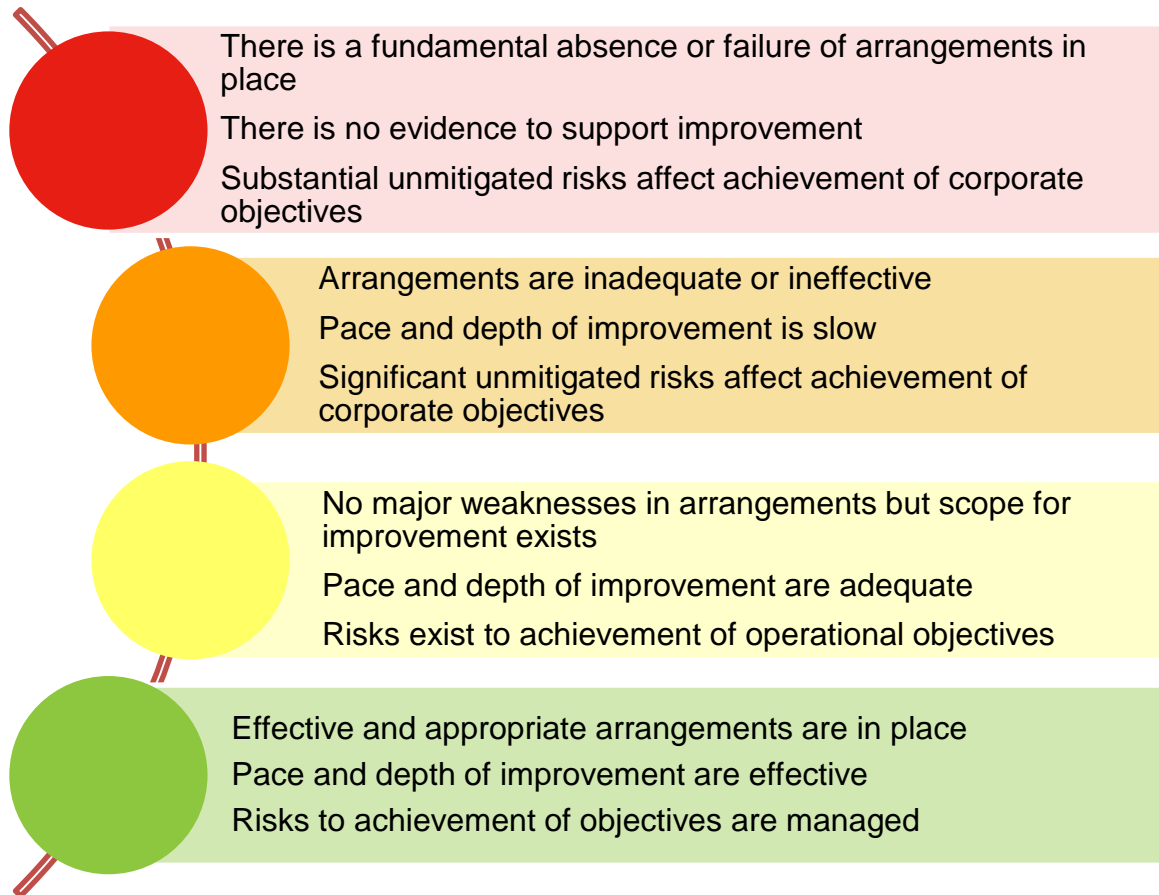 There is a fundamental absence or failure of arrangements in
place
There is no evidence to support improvement
Substantial unmitigated risks affect achievement of corporate
objectives
Arrangements are inadequate or ineffective
Pace and depth of improvement is slow
Significant unmitigated risks affect achievement of
corporate objectives
No major weaknesses in arrangements but scope for
improvement exists
Pace and depth of improvement are adequate
Risks exist to achievement of operational objectives
Effective and appropriate arrangements are in place
Pace and depth of improvement are effective
Risks to achievement of objectives are managed